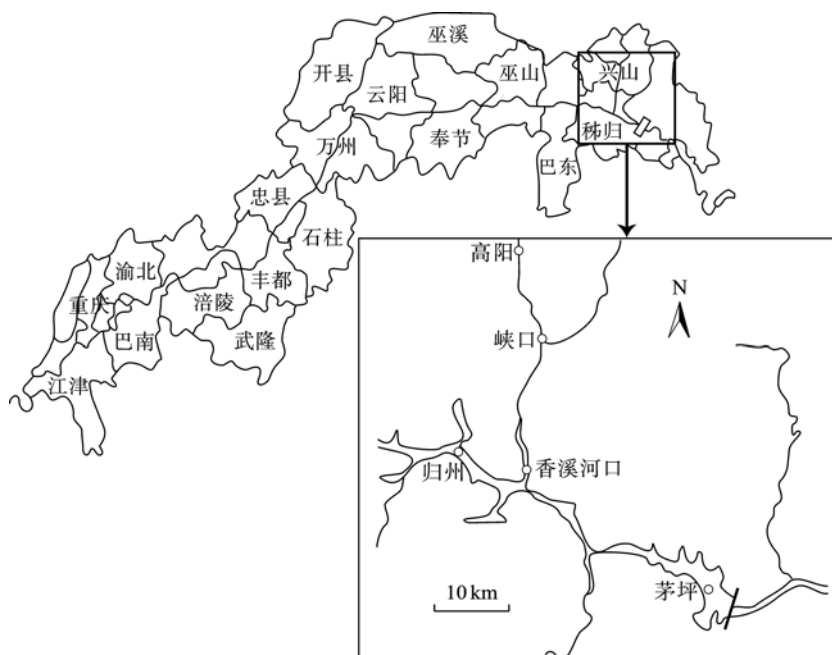 巫溪
开县
巫山
兴山
云阳
秭归
万州
奉节
巴东
忠县
石柱
渝北
丰都
重庆
涪陵
巴南
武隆
江津
高阳
N
峡口
归州
香溪河口
茅坪
10 km